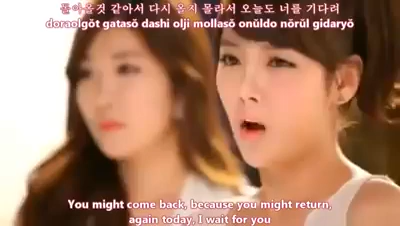 돌아올것 같아서 다시 올지 몰라서 오늘도 너를 기다려
doraolgŏt gatasŏ dashi olji mollasŏ onŭldo nŏrŭl gidaryŏ
You might come back, because you might return,
again today, I wait for you